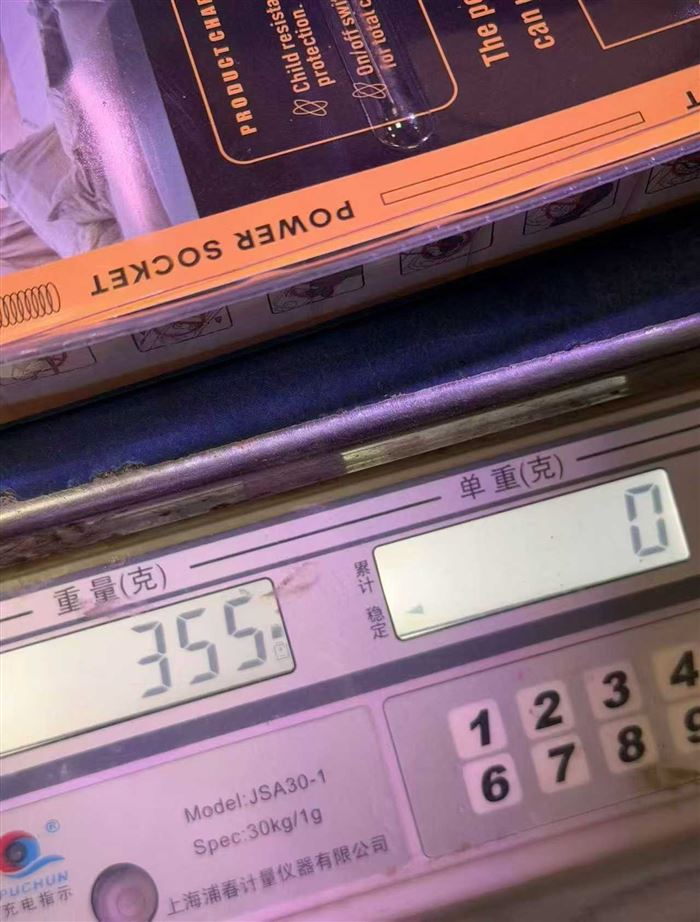 PRODUCT CHAR
Child resista
protection.
On/off swi
for total c
The po
can
POWER SOCKET
T
单重(克)
0
累计
稳定
重量(克)
355
1 2 3 4
6 7 8 9
Model:JSA30-1
Spec:30kg/1g
®
PUCHUN
充电指示
上海浦春计量仪器有限公司